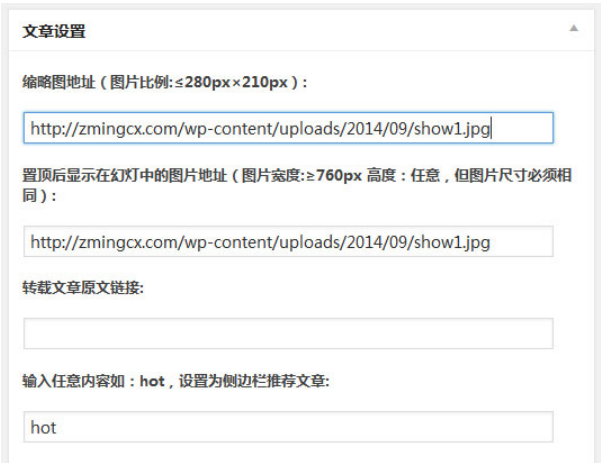 文章设置
缩略图地址（图片比例:≤280px×210px）:
http://zmingcx.com/wp-content/uploads/2014/09/show1.jpg
置顶后显示在幻灯中的图片地址（图片宽度:≥760px 高度：任意，但图片尺寸必须相
同）:
http://zmingcx.com/wp-content/uploads/2014/09/show1.jpg
转载文章原文链接:
输入任意内容如：hot，设置为侧边栏推荐文章:
hot